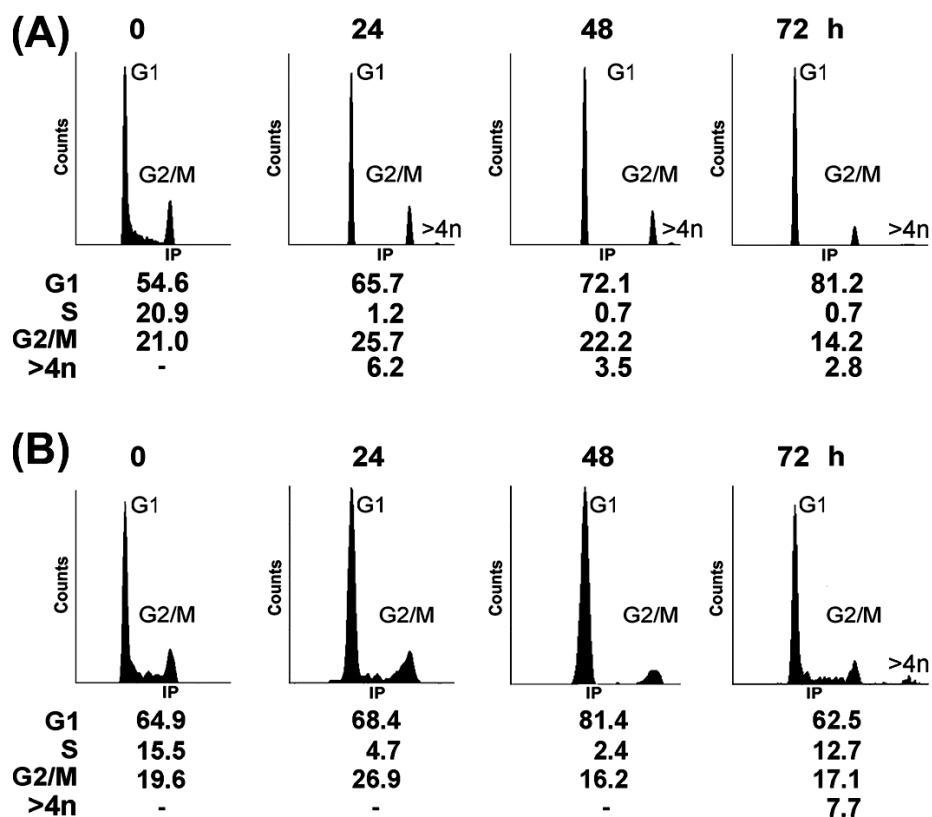 (A) 0 24 48 72 h
G1 G1 G1 G1
Counts Counts Counts Counts
G2/M G2/M G2/M G2/M
>4n >4n >4n
IP IP IP IP
G1 54.6 65.7 72.1 81.2
S 20.9 1.2 0.7 0.7
G2/M 21.0 25.7 22.2 14.2
>4n - 6.2 3.5 2.8
(B) 0 24 48 72 h
G1 G1 G1 G1
Counts Counts Counts Counts
G2/M G2/M G2/M G2/M
>4n
IP IP IP IP
G1 64.9 68.4 81.4 62.5
S 15.5 4.7 2.4 12.7
G2/M 19.6 26.9 16.2 17.1
>4n - - - 7.7